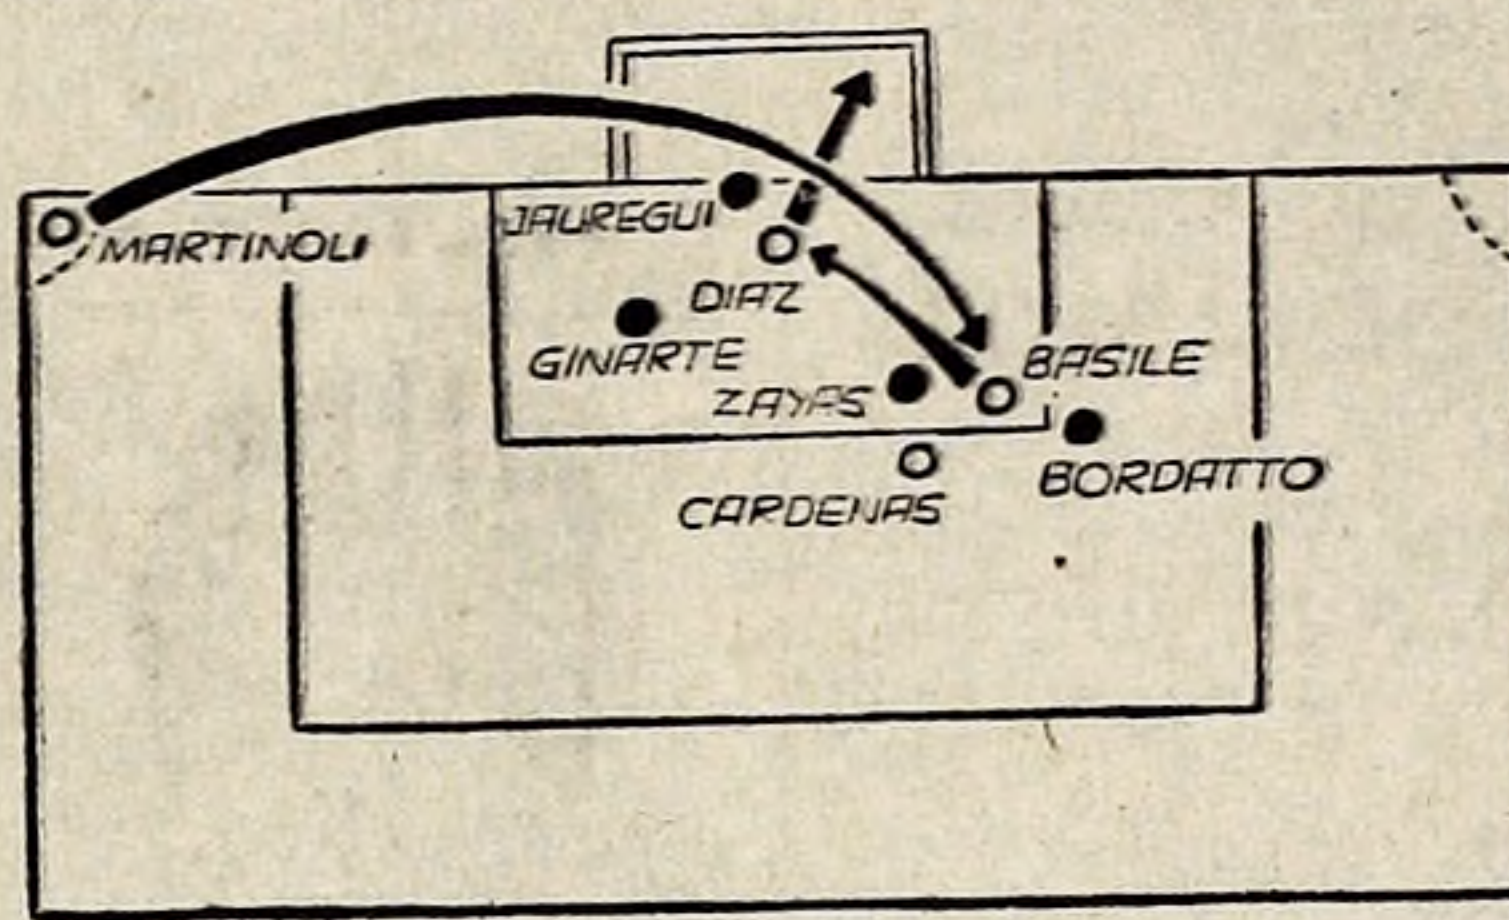 JAUREGUI
MARTINOLI
DIAZ
GINARTE
BASILE
ZAYAS
BORDATTO
CARDENAS